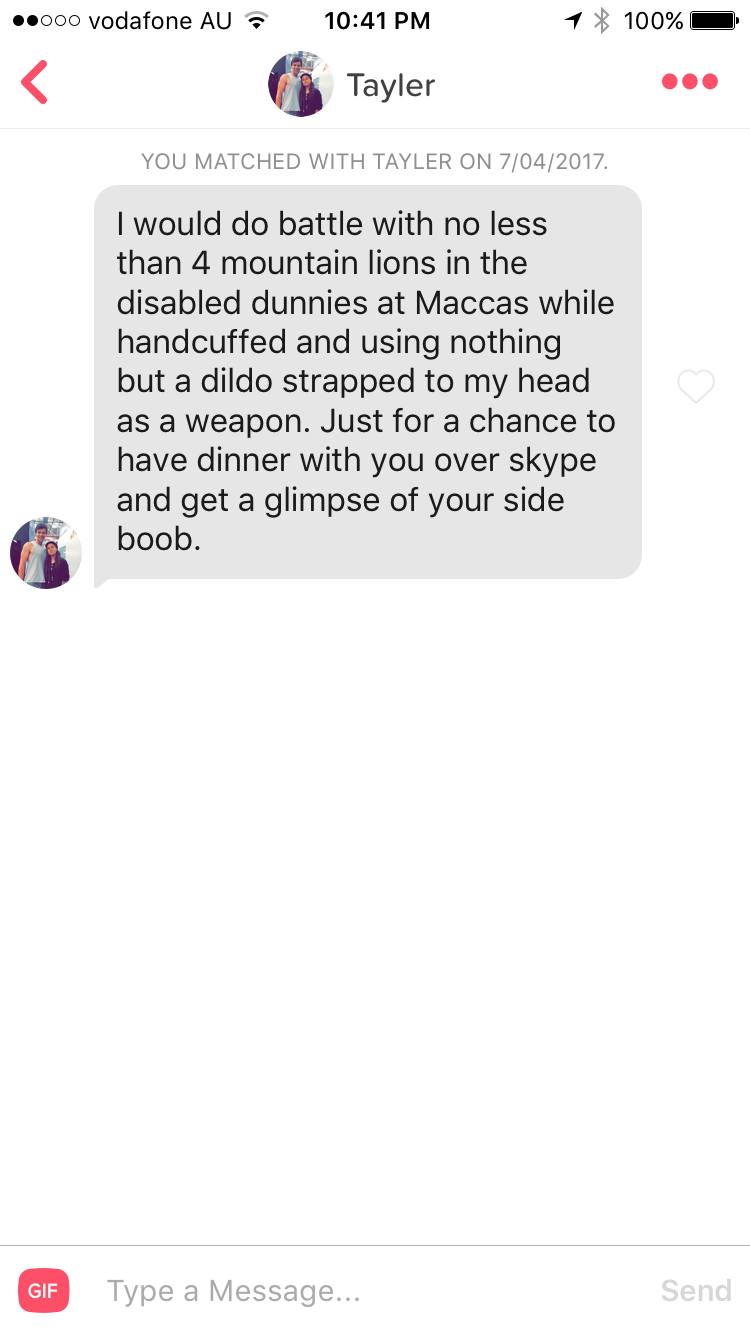 vodafone AU 10:41 PM 100%
Tayler
YOU MATCHED WITH TAYLER ON 7/04/2017.
I would do battle with no less
than 4 mountain lions in the
disabled dunnies at Maccas while
handcuffed and using nothing
but a dildo strapped to my head
as a weapon. Just for a chance to
have dinner with you over skype
and get a glimpse of your side
boob.
GIF Type a Message... Send